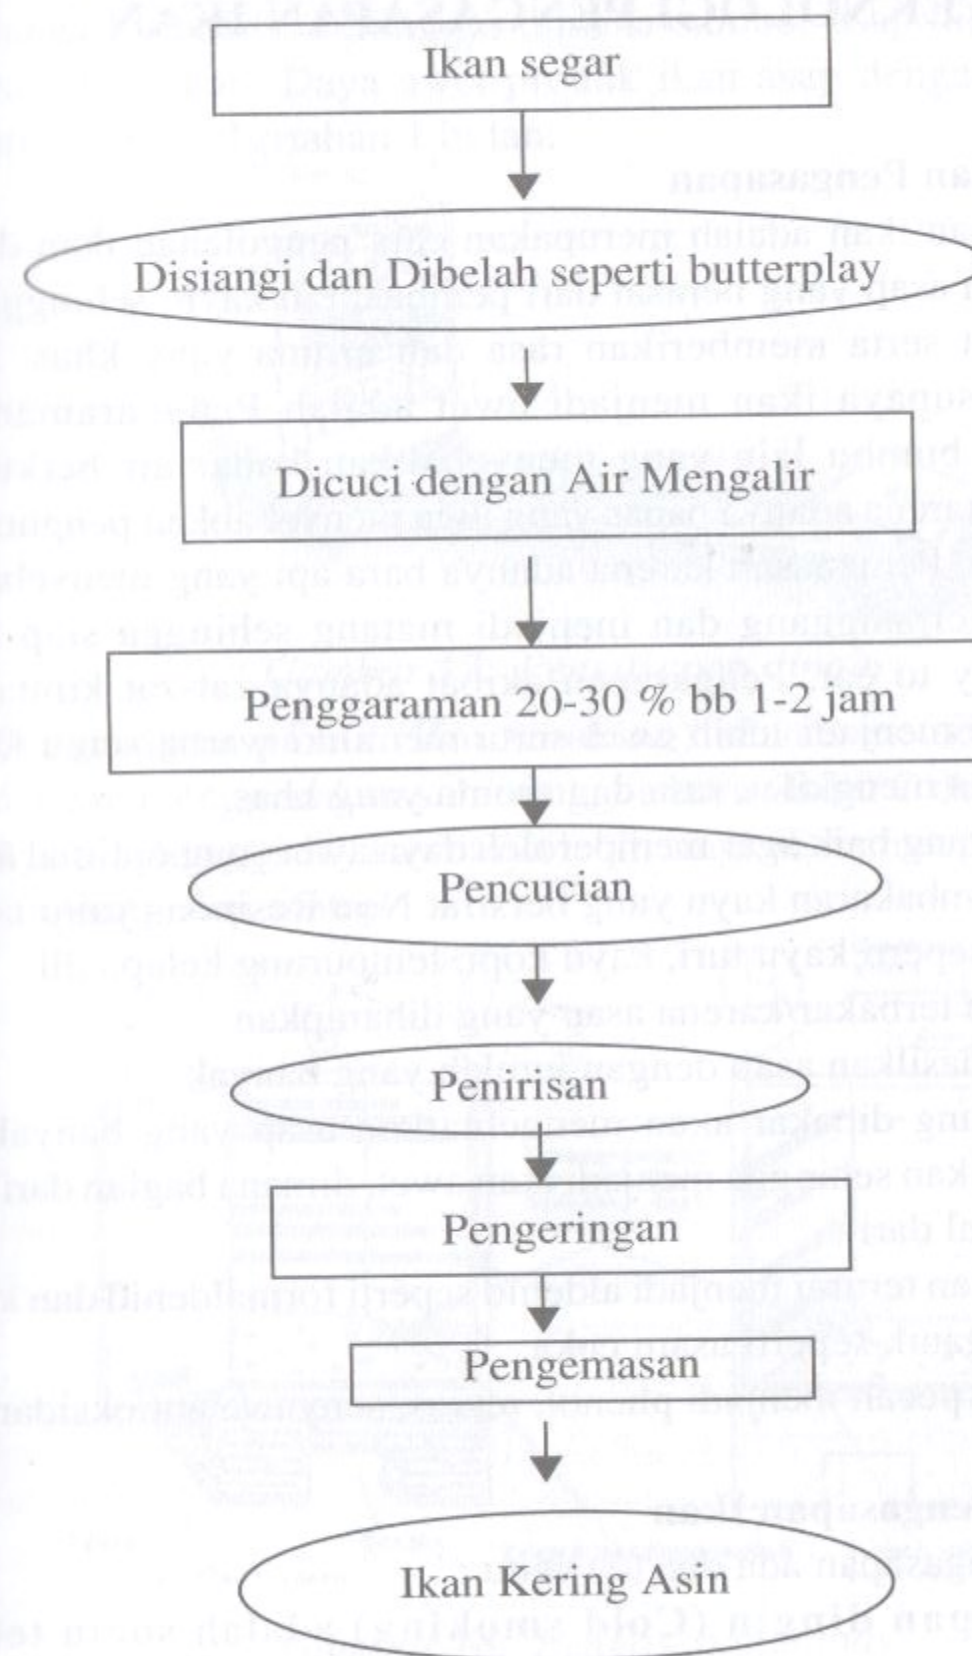 Ikan segar
Disiangi dan Dibelah seperti butterplay
Dicuci dengan Air Mengalir
Penggaraman 20-30 % bb 1-2 jam
Pencucian
Penirisan
Pengeringan
Pengemasan
Ikan Kering Asin